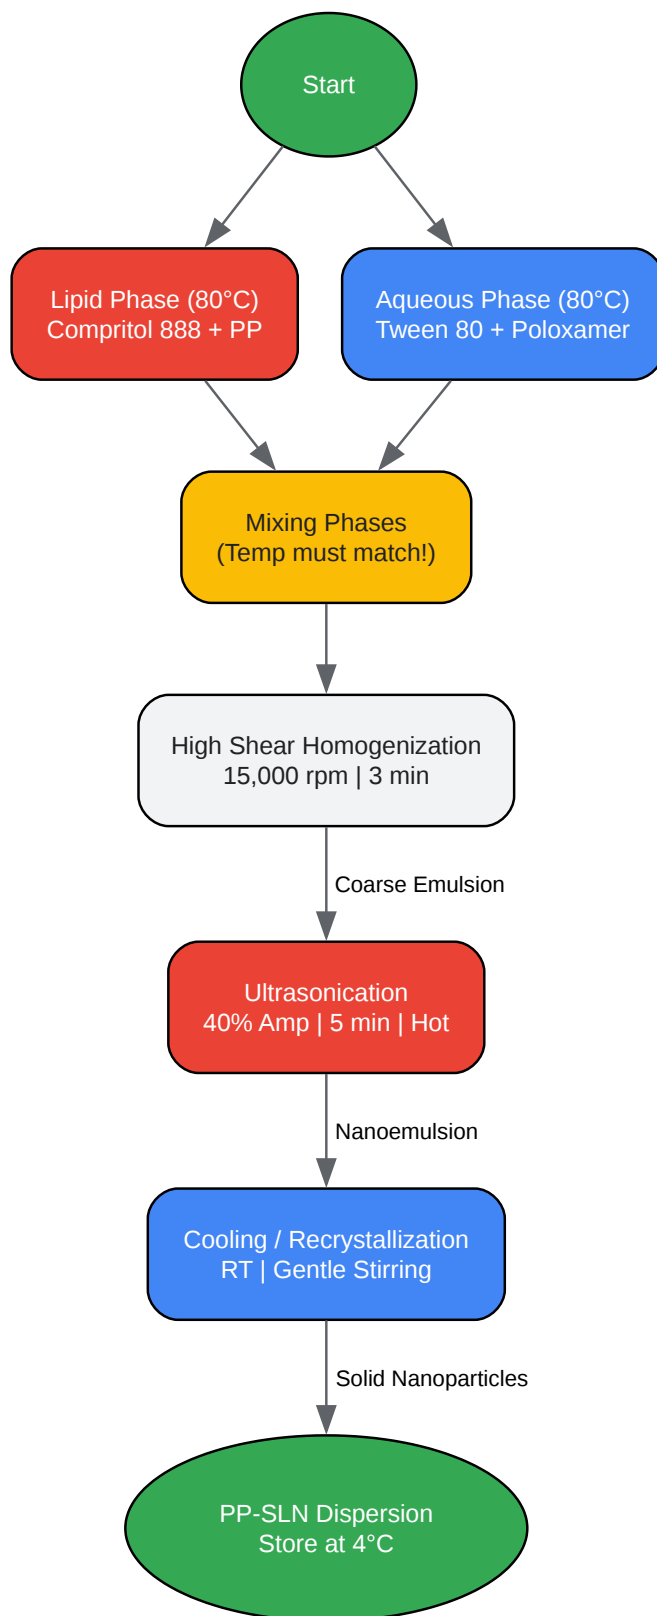 Start
Lipid Phase (80°C)
Compritol 888 + PP
Aqueous Phase (80°C)
Tween 80 + Poloxamer
Mixing Phases
(Temp must match!)
High Shear Homogenization
15,000 rpm | 3 min
Coarse Emulsion
Ultrasonication
40% Amp | 5 min | Hot
Nanoemulsion
Cooling / Recrystallization
RT | Gentle Stirring
Solid Nanoparticles
PP-SLN Dispersion
Store at 4°C